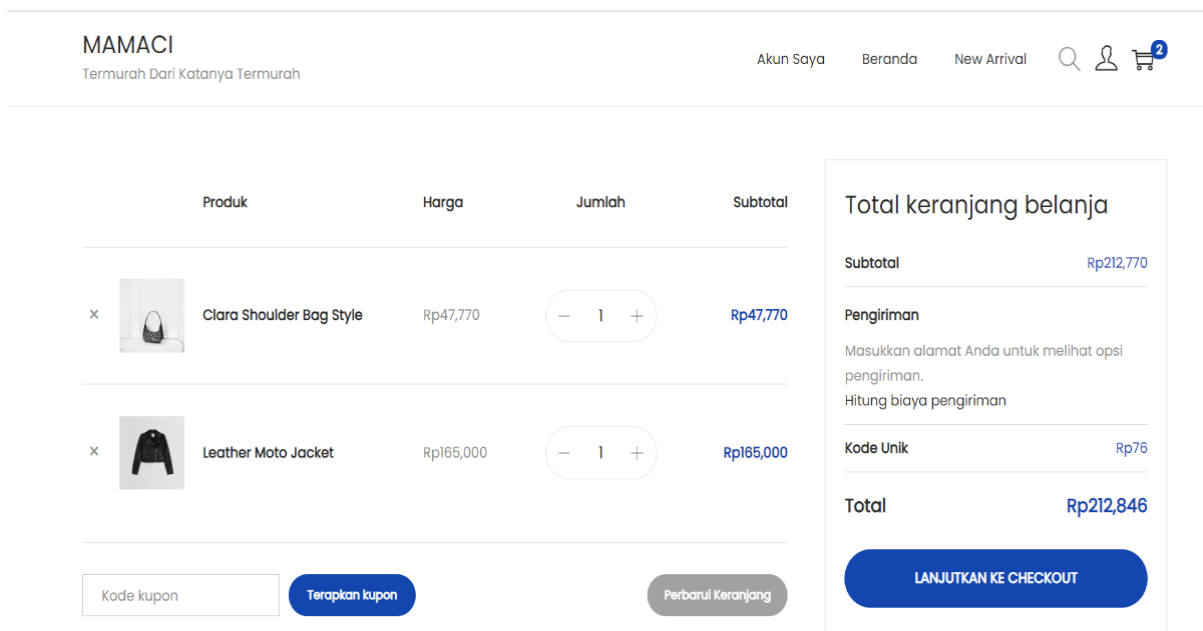 MAMACI
Termurah Dari Katanya Termurah
Akun Saya
Beranda
New Arrival
2
Produk
Harga
Jumlah
Subtotal
×
Clara Shoulder Bag Style
Rp47,770
− 1 +
Rp47,770
×
Leather Moto Jacket
Rp165,000
− 1 +
Rp165,000
Kode kupon
Terapkan kupon
Perbarui Keranjang
Total keranjang belanja
Subtotal
Rp212,770
Pengiriman
Masukkan alamat Anda untuk melihat opsi
pengiriman.
Hitung biaya pengiriman
Kode Unik
Rp76
Total
Rp212,846
LANJUTKAN KE CHECKOUT